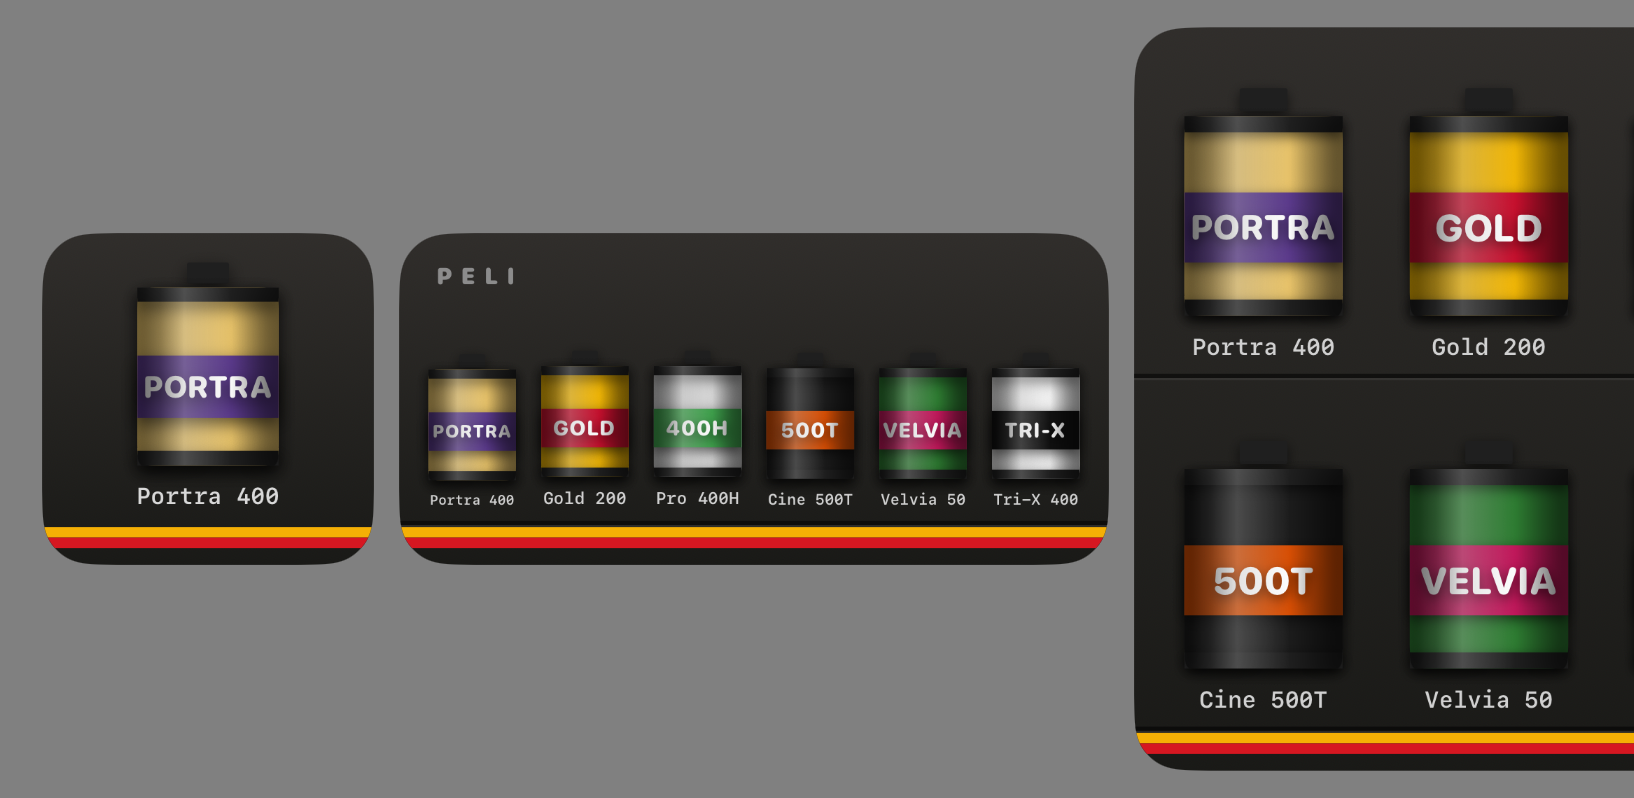 PORTRA
Portra 400
PELI
PORTRA
GOLD
400H
500T
VELVIA
TRI-X
Portra 400
Gold 200
Pro 400H
Cine 500T
Velvia 50
Tri-X 400
PORTRA
GOLD
Portra 400
Gold 200
500T
VELVIA
Cine 500T
Velvia 50